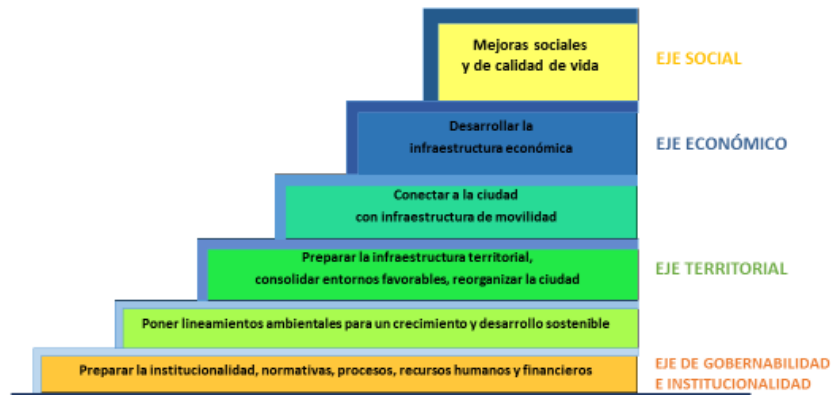 Mejoras sociales
y de calidad de vida
EJE SOCIAL
Desarrollar la
infraestructura económica
EJE ECONÓMICO
Conectar a la ciudad
con infraestructura de movilidad
Preparar la infraestructura territorial,
consolidar entornos favorables, reorganizar la ciudad
EJE TERRITORIAL
Poner lineamientos ambientales para un crecimiento y desarrollo sostenible
Preparar la institucionalidad, normativas, procesos, recursos humanos y financieros
EJE DE GOBERNABILIDAD
E INSTITUCIONALIDAD